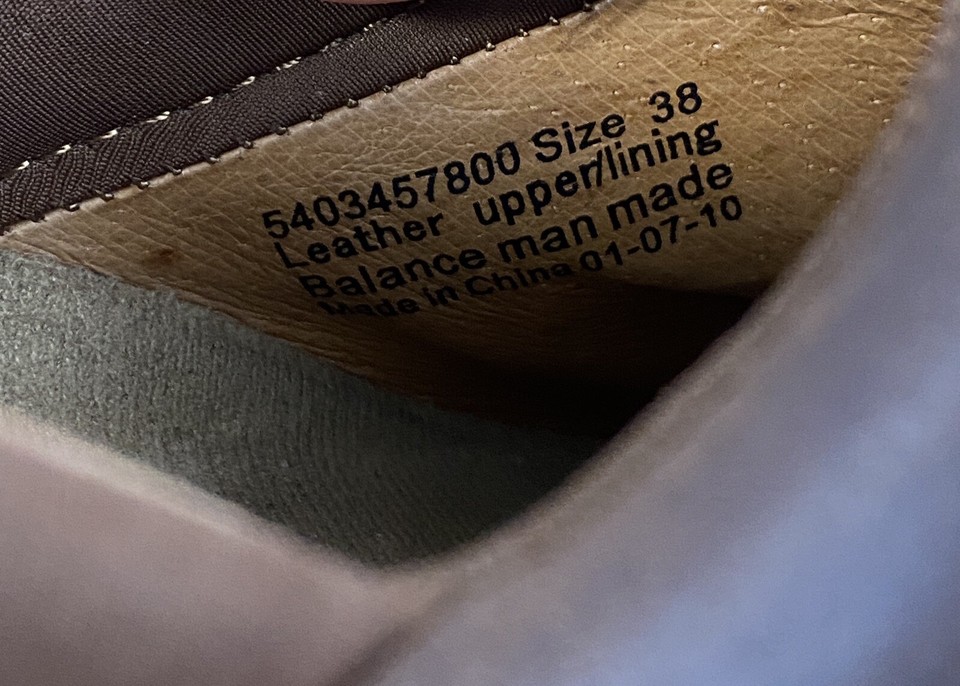 5403457800 Size 38
Leather upper/lining
Balance man made
Made in China 01-07-10